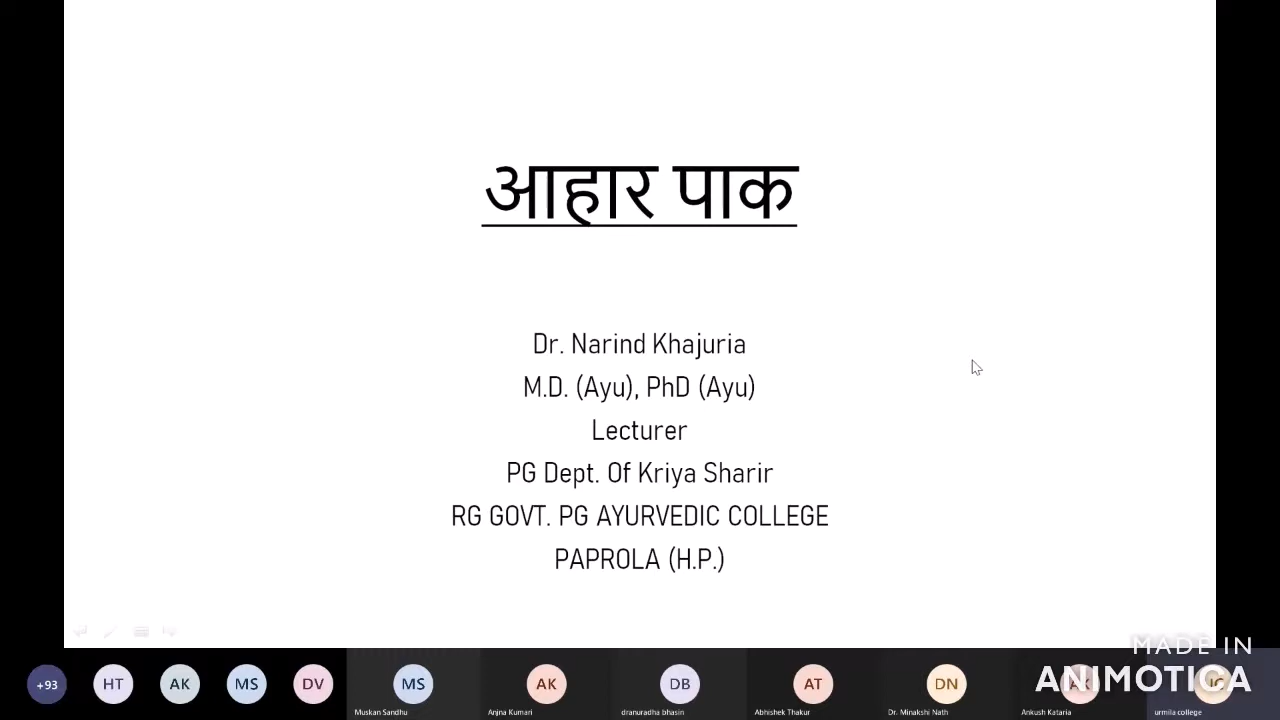 आहार पाक
Dr. Narind Khajuria
M.D. (Ayu), PhD (Ayu)
Lecturer
PG Dept. Of Kriya Sharir
RG GOVT. PG AYURVEDIC COLLEGE
PAPROLA (H.P.)
MADE IN
ANIMOTICA
+93 HT AK MS DV MS AK DB AT DN
Muskan Sandhu Anjna Kumari dranuradha bhasin Abhishek Thakur Dr. Minakshi Nath Ankush Kataria urmila college